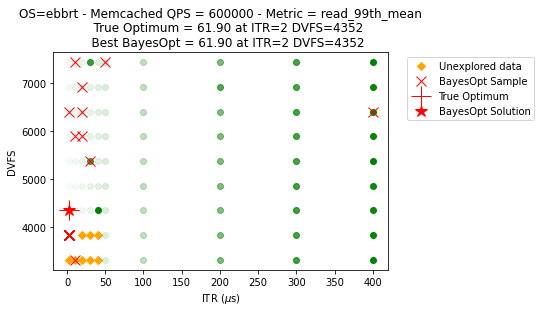 OS=ebbrt - Memcached QPS = 600000 - Metric = read_99th_mean
True Optimum = 61.90 at ITR=2 DVFS=4352
Best BayesOpt = 61.90 at ITR=2 DVFS=4352
Unexplored data
BayesOpt Sample
True Optimum
BayesOpt Solution
DVFS
7000
6000
5000
4000
0 50 100 150 200 250 300 350 400
ITR (μs)